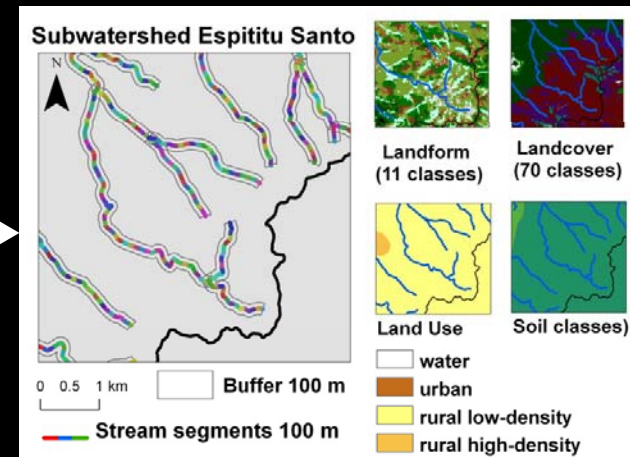 Subwatershed Espititu Santo
N
0 0.5 1 km
Buffer 100 m
Stream segments 100 m
Landform
(11 classes)
Landcover
(70 classes)
Land Use
Soil classes)
water
urban
rural low-density
rural high-density